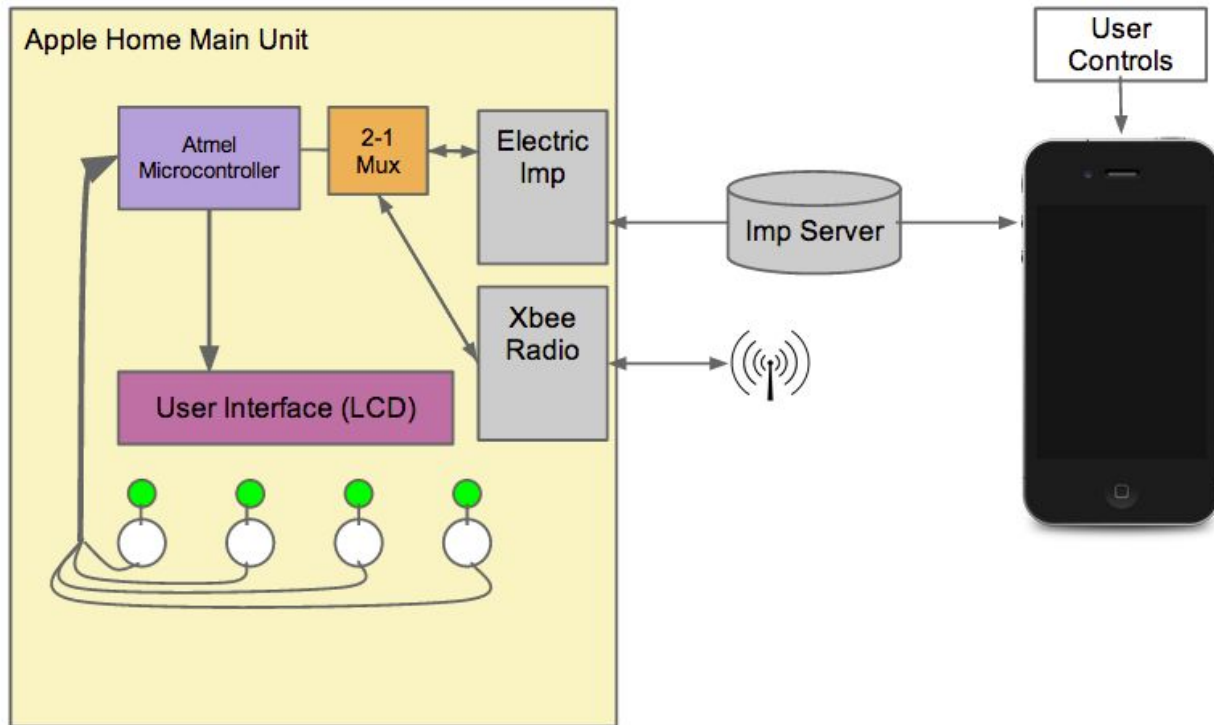 Apple Home Main Unit
User
Controls
Atmel
Microcontroller
2-1
Mux
Electric
Imp
Imp Server
Xbee
Radio
User Interface (LCD)